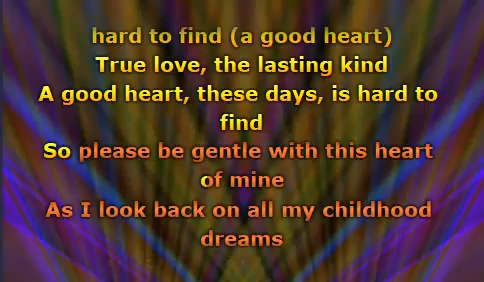 hard to find (a good heart)
True love, the lasting kind
A good heart, these days, is hard to
find
So please be gentle with this heart
of mine
As I look back on all my childhood
dreams